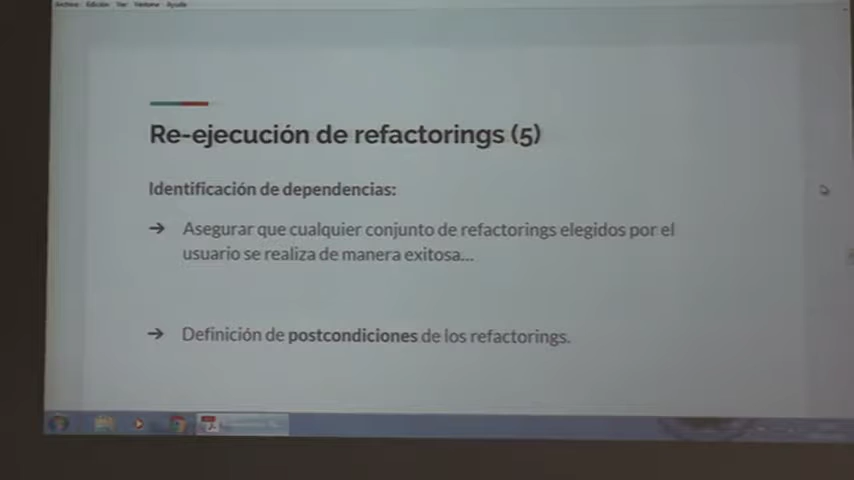 Archivo Edición Ver Ventana Ayuda
Re-ejecución de refactorings (5)
Identificación de dependencias:
➔ Asegurar que cualquier conjunto de refactorings elegidos por el
usuario se realiza de manera exitosa...
➔ Definición de postcondiciones de los refactorings.